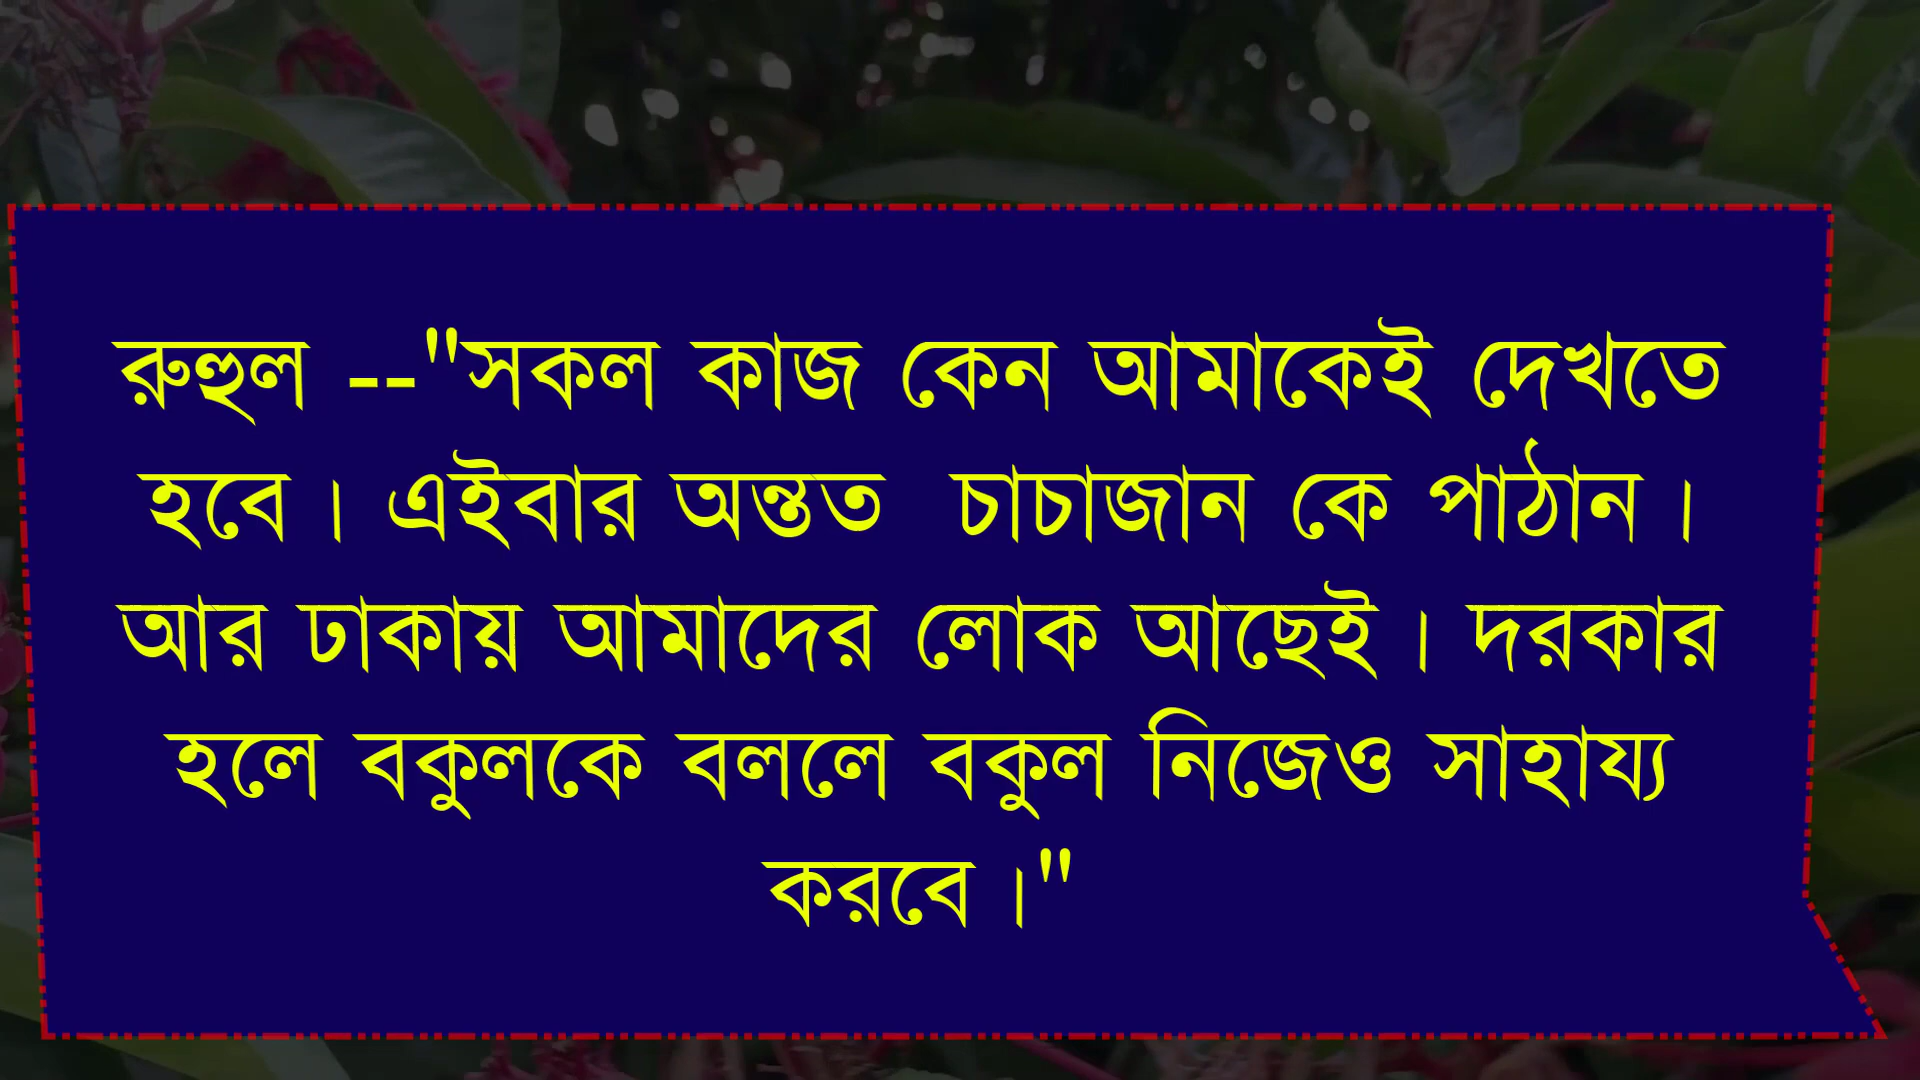 রুহুল --"সকল কাজ কেন আমাকেই দেখতে
হবে। এইবার অন্তত  চাচাজান কে পাঠান।
আর ঢাকায় আমাদের লোক আছেই। দরকার
হলে বকুলকে বললে বকুল নিজেও সাহায্য
করবে।"